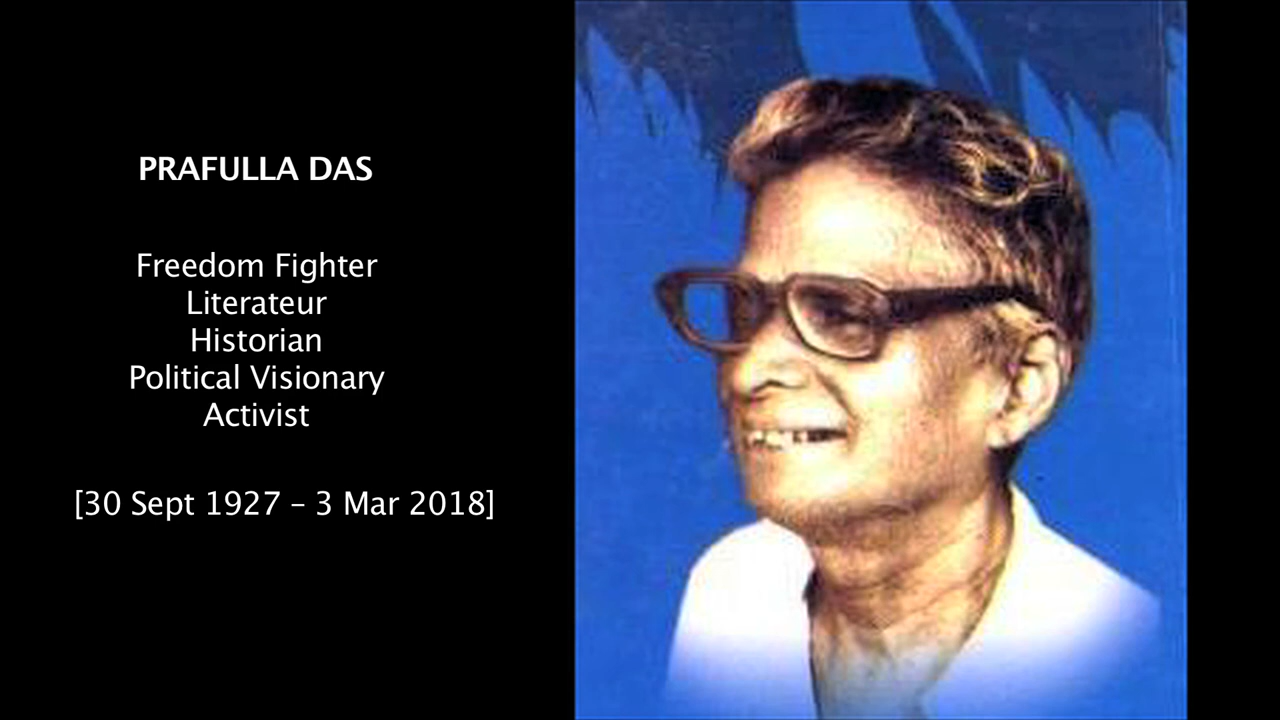 PRAFULLA DAS
Freedom Fighter
Literateur
Historian
Political Visionary
Activist
[30 Sept 1927 – 3 Mar 2018]